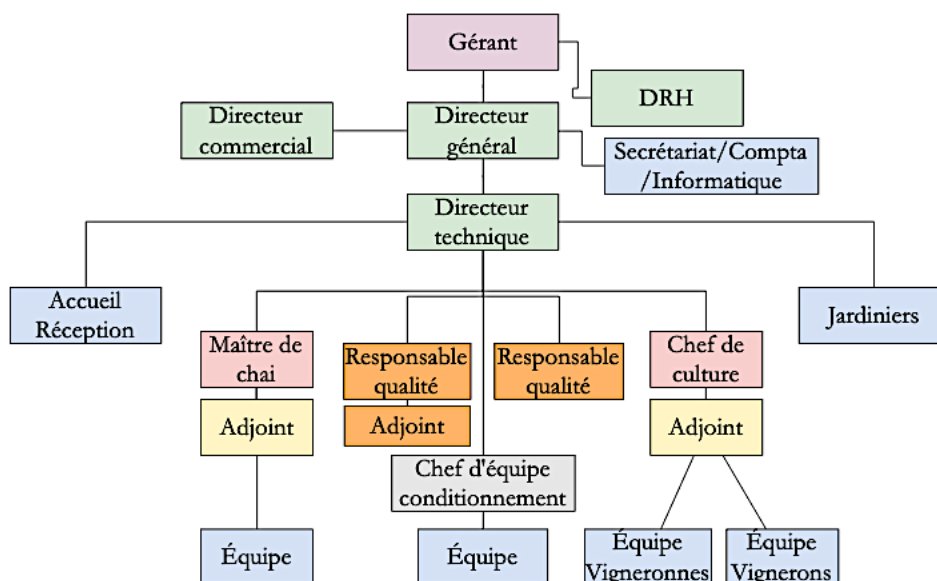 Gérant
DRH
Directeur
commercial
Directeur
général
Secrétariat/Compta
/Informatique
Directeur
technique
Accueil
Réception
Jardiniers
Maître de
chai
Responsable
qualité
Responsable
qualité
Chef de
culture
Adjoint
Adjoint
Adjoint
Chef d'équipe
conditionnement
Équipe
Équipe
Équipe
Vigneronnes
Équipe
Vignerons